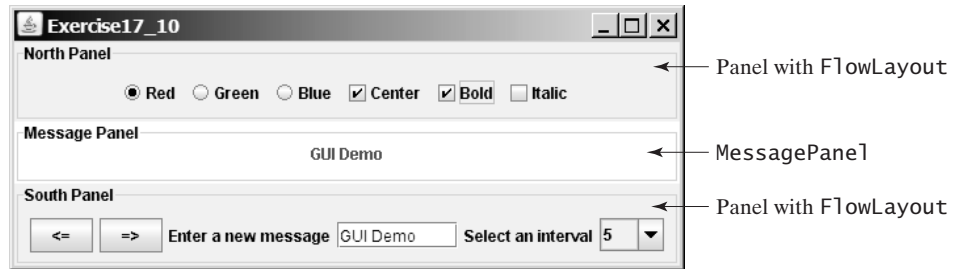 Exercise17_10
North Panel
Panel with FlowLayout
Red Green Blue Center Bold Italic
Message Panel
GUI Demo
MessagePanel
South Panel
Panel with FlowLayout
<= => Enter a new message GUI Demo Select an interval 5